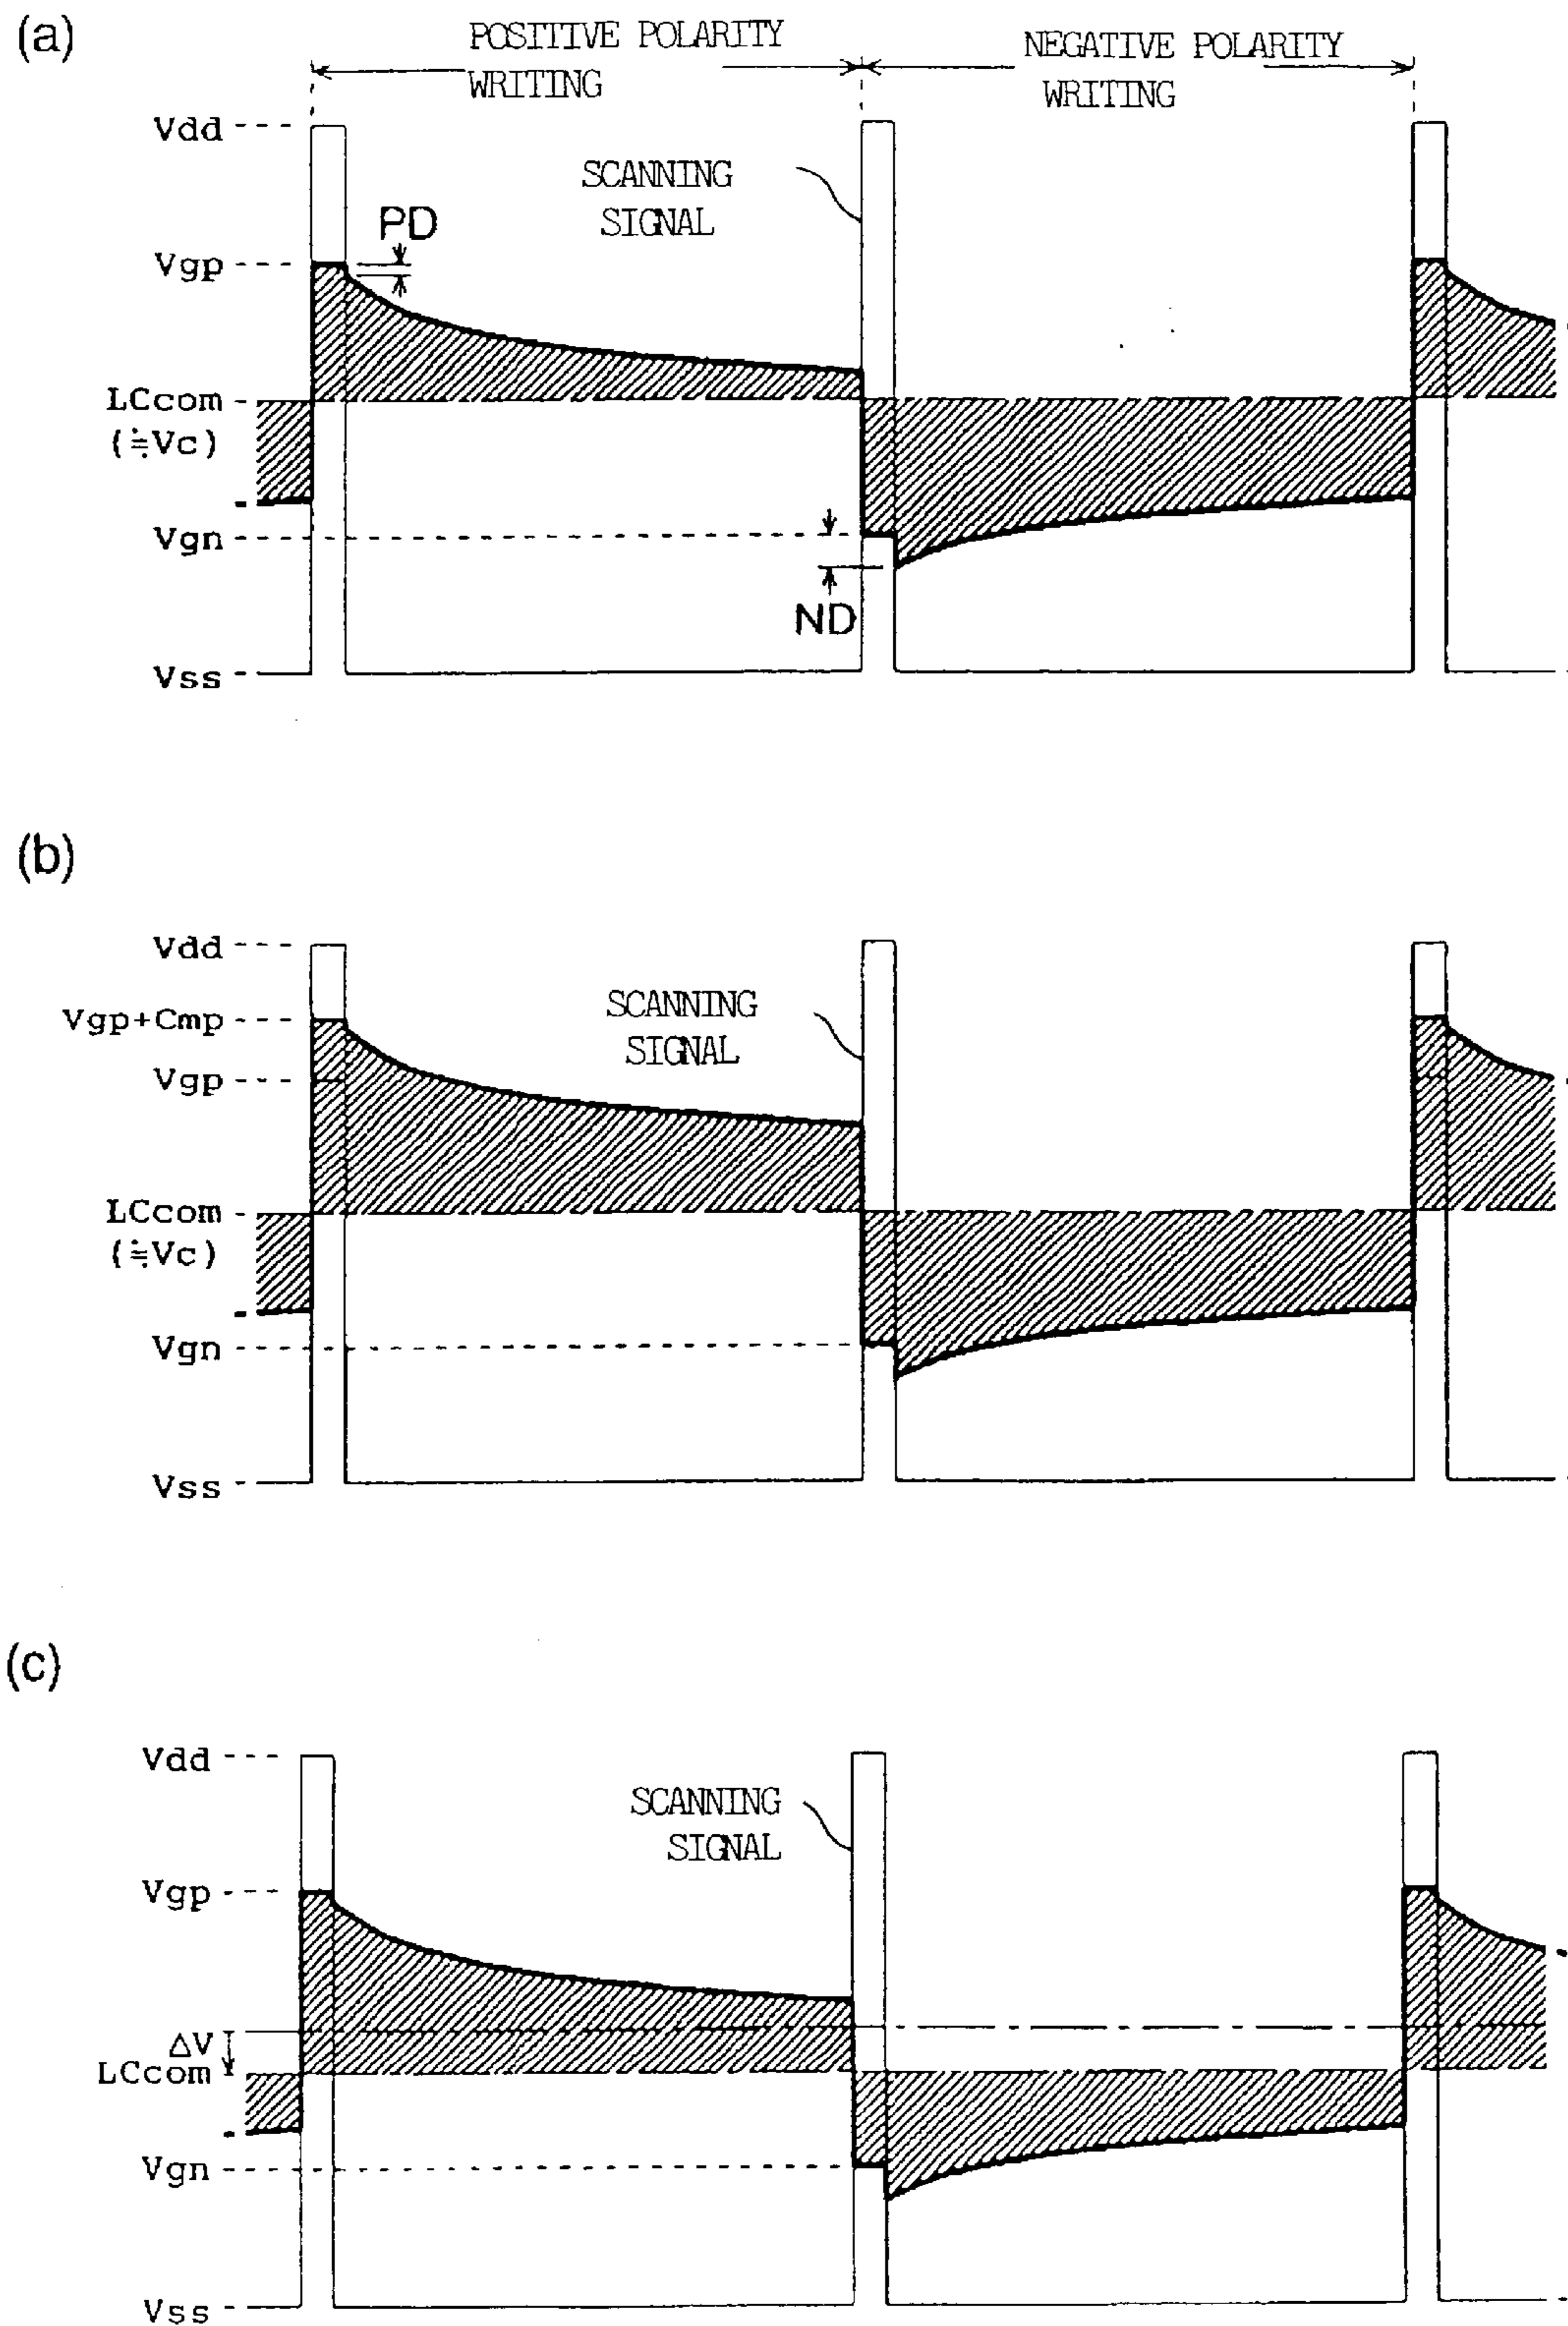 (a)
POSITIVE POLARITY
WRITING
NEGATIVE POLARITY
WRITING
Vdd
SCANNING
SIGNAL
PD
Vgp
LCcom
(≒Vc)
Vgn
ND
Vss
(b)
Vdd
Vgp+Cmp
SCANNING
SIGNAL
Vgp
LCcom
(≒Vc)
Vgn
Vss
(c)
Vdd
SCANNING
SIGNAL
Vgp
ΔV
LCcom
Vgn
Vss